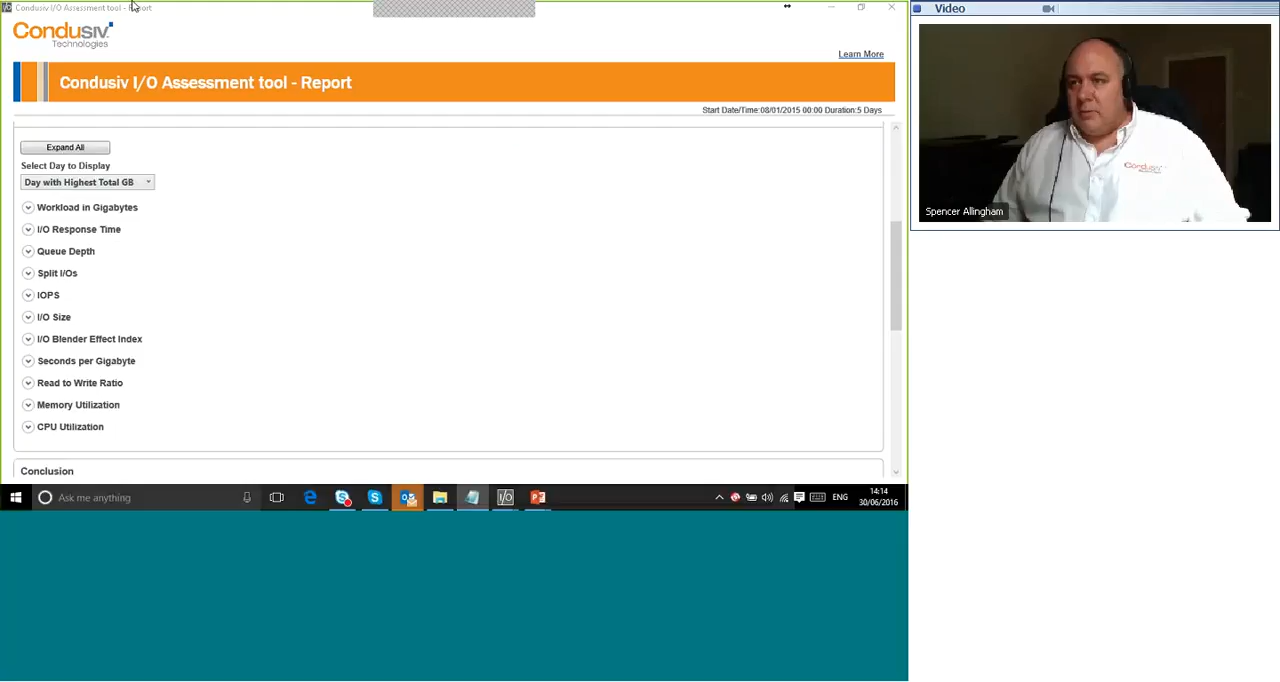 Condusiv I/O Assessment tool - Report
Condusiv
Technologies
Learn More
Condusiv I/O Assessment tool - Report
Start Date/Time:08/01/2015 00:00 Duration:5 Days
Expand All
Select Day to Display
Day with Highest Total GB
Workload in Gigabytes
I/O Response Time
Queue Depth
Split I/Os
IOPS
I/O Size
I/O Blender Effect Index
Seconds per Gigabyte
Read to Write Ratio
Memory Utilization
CPU Utilization
Conclusion
Ask me anything
I/O
ENG
14:14
30/06/2016
Video
Condusiv
Spencer Allingham